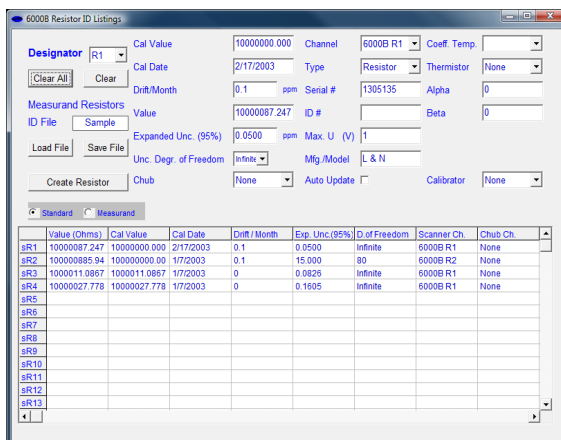 6000B Resistor ID Listings
Designator R1
Cal Value 10000000.000 Channel 6000B R1 Coeff. Temp.
Cal Date 2/17/2003 Type Resistor Thermistor None
Clear All Clear
Drift/Month 0.1 ppm Serial # 1305135 Alpha 0
Measurand Resistors
ID File Sample
Value 10000087.247 ID # Beta 0
Expanded Unc. (95%) 0.0500 ppm Max. U (V) 1
Load File Save File
Unc. Degr. of Freedom Infinite Mfg./Model L & N
Create Resistor
Chub None Auto Update Calibrator None
Standard Measurand
Value (Ohms) Cal Value Cal Date Drift / Month Exp. Unc.(95%) D.of Freedom Scanner Ch. Chub Ch.
sR1 10000087.247 10000000.000 2/17/2003 0.1 0.0500 Infinite 6000B R1 None
sR2 100000885.94 100000000.00 1/7/2003 0.1 15.000 80 6000B R2 None
sR3 1000011.0867 1000011.0867 1/7/2003 0 0.0826 Infinite 6000B R1 None
sR4 10000027.778 10000027.778 1/7/2003 0 0.1605 Infinite 6000B R1 None
sR5
sR6
sR7
sR8
sR9
sR10
sR11
sR12
sR13